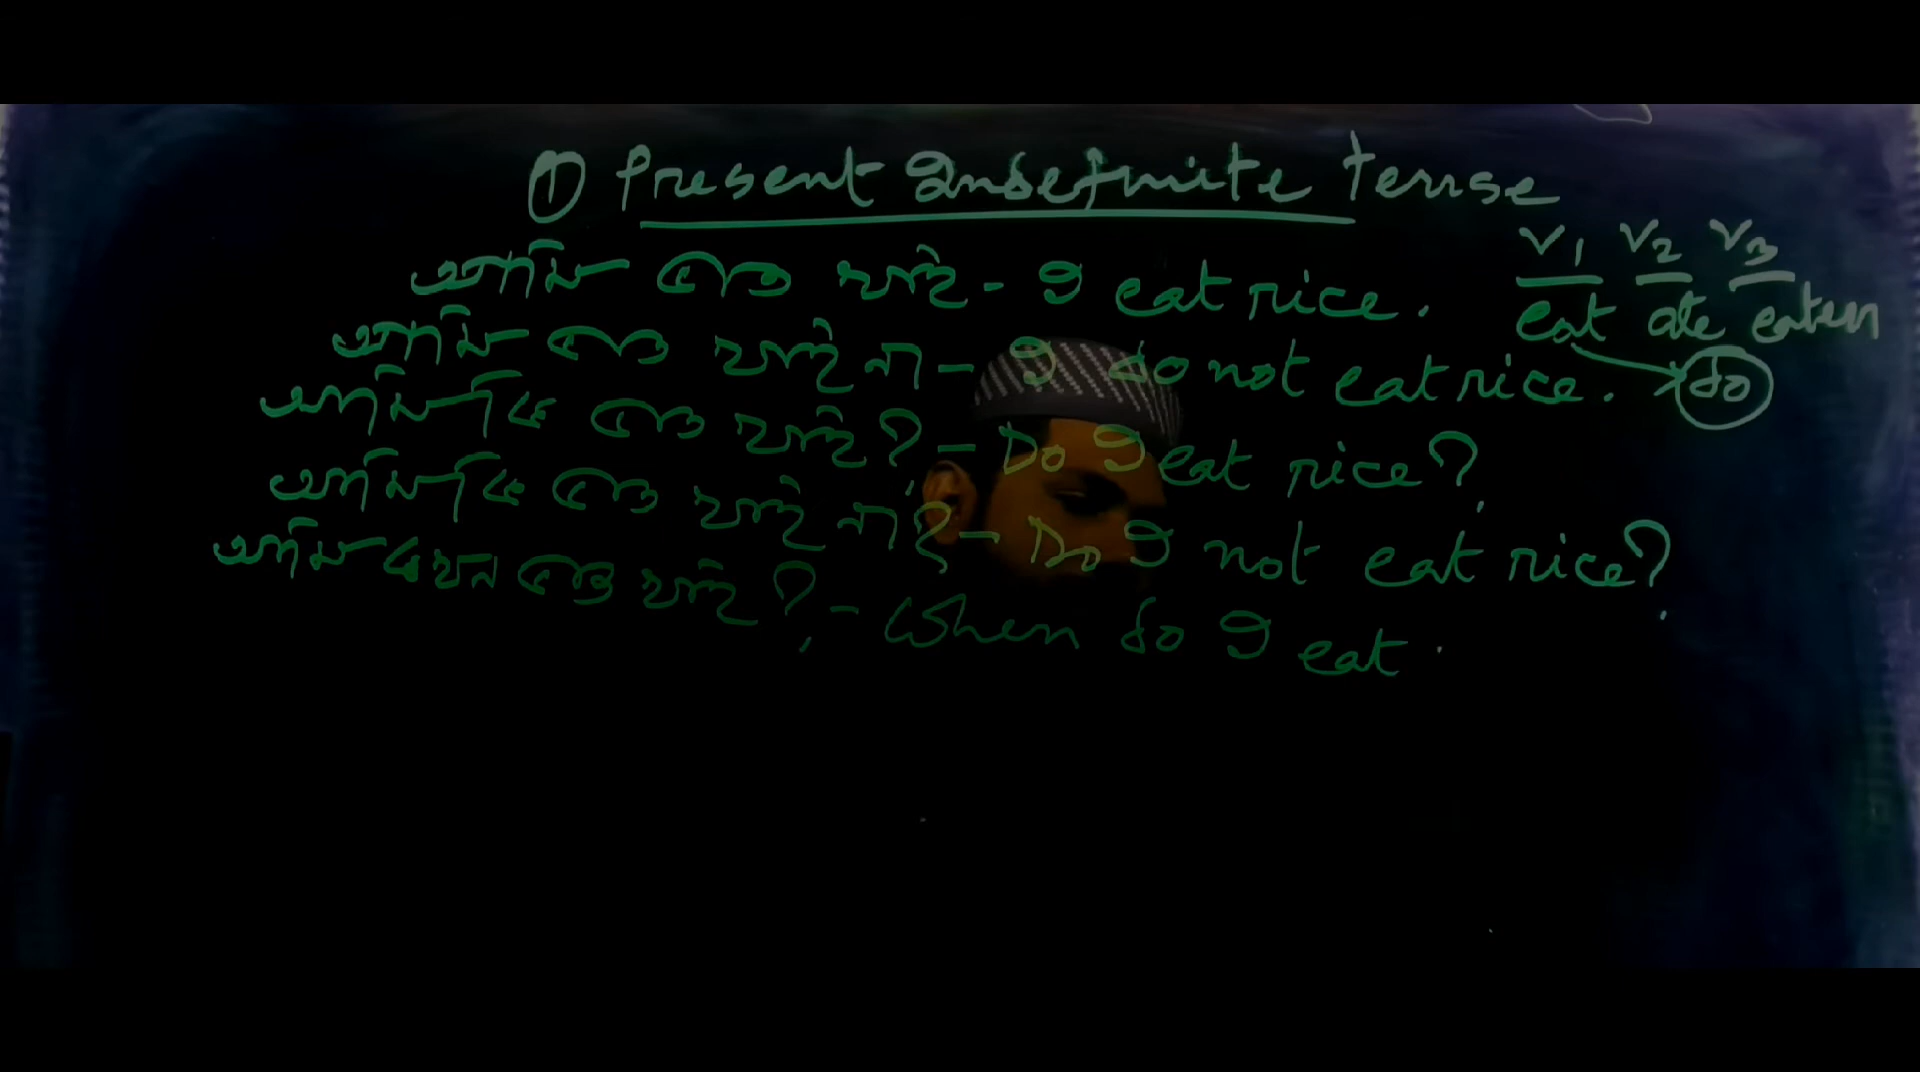 ① Present Indefinite Tense
আমি ভাত খাই - I eat rice.
V1 V2 V3
eat ate eaten
আমি ভাত খাই না - I do not eat rice.
do
আমি কি ভাত খাই? - Do I eat rice?
আমি কি ভাত খাই না? - Do I not eat rice?
আমি কখন ভাত খাই? - When do I eat